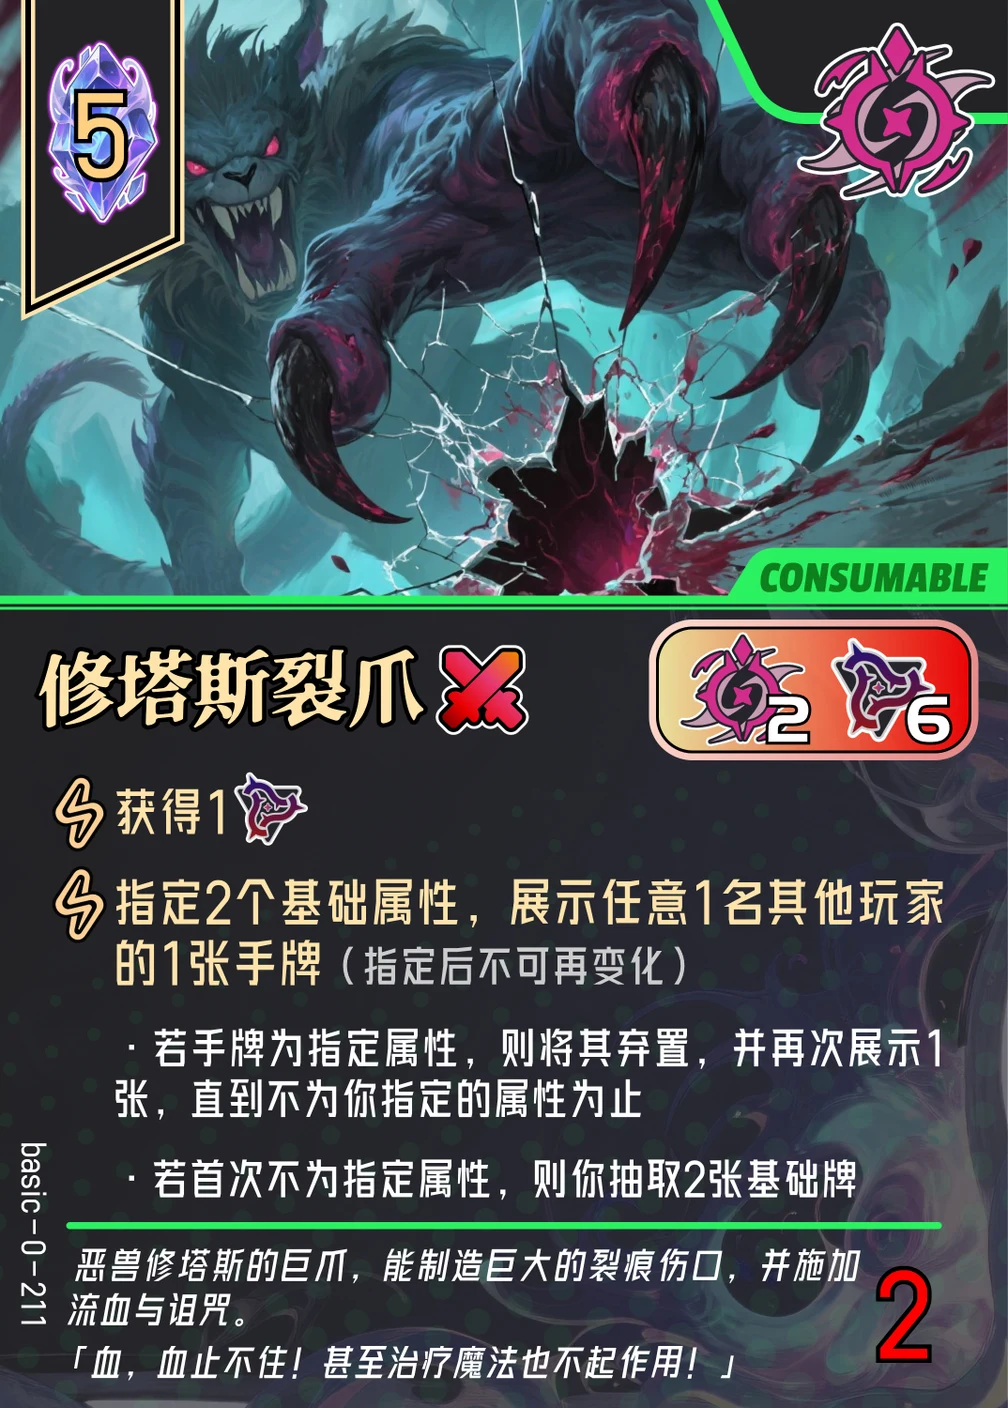 5
CONSUMABLE
修塔斯裂爪
2 6
获得1
指定2个基础属性，展示任意1名其他玩家
的1张手牌（指定后不可再变化）
·若手牌为指定属性，则将其弃置，并再次展示1
张，直到不为你指定的属性为止
·若首次不为指定属性，则你抽取2张基础牌
basic-0-211
恶兽修塔斯的巨爪，能制造巨大的裂痕伤口，并施加
流血与诅咒。
「血，血止不住！甚至治疗魔法也不起作用！」
2